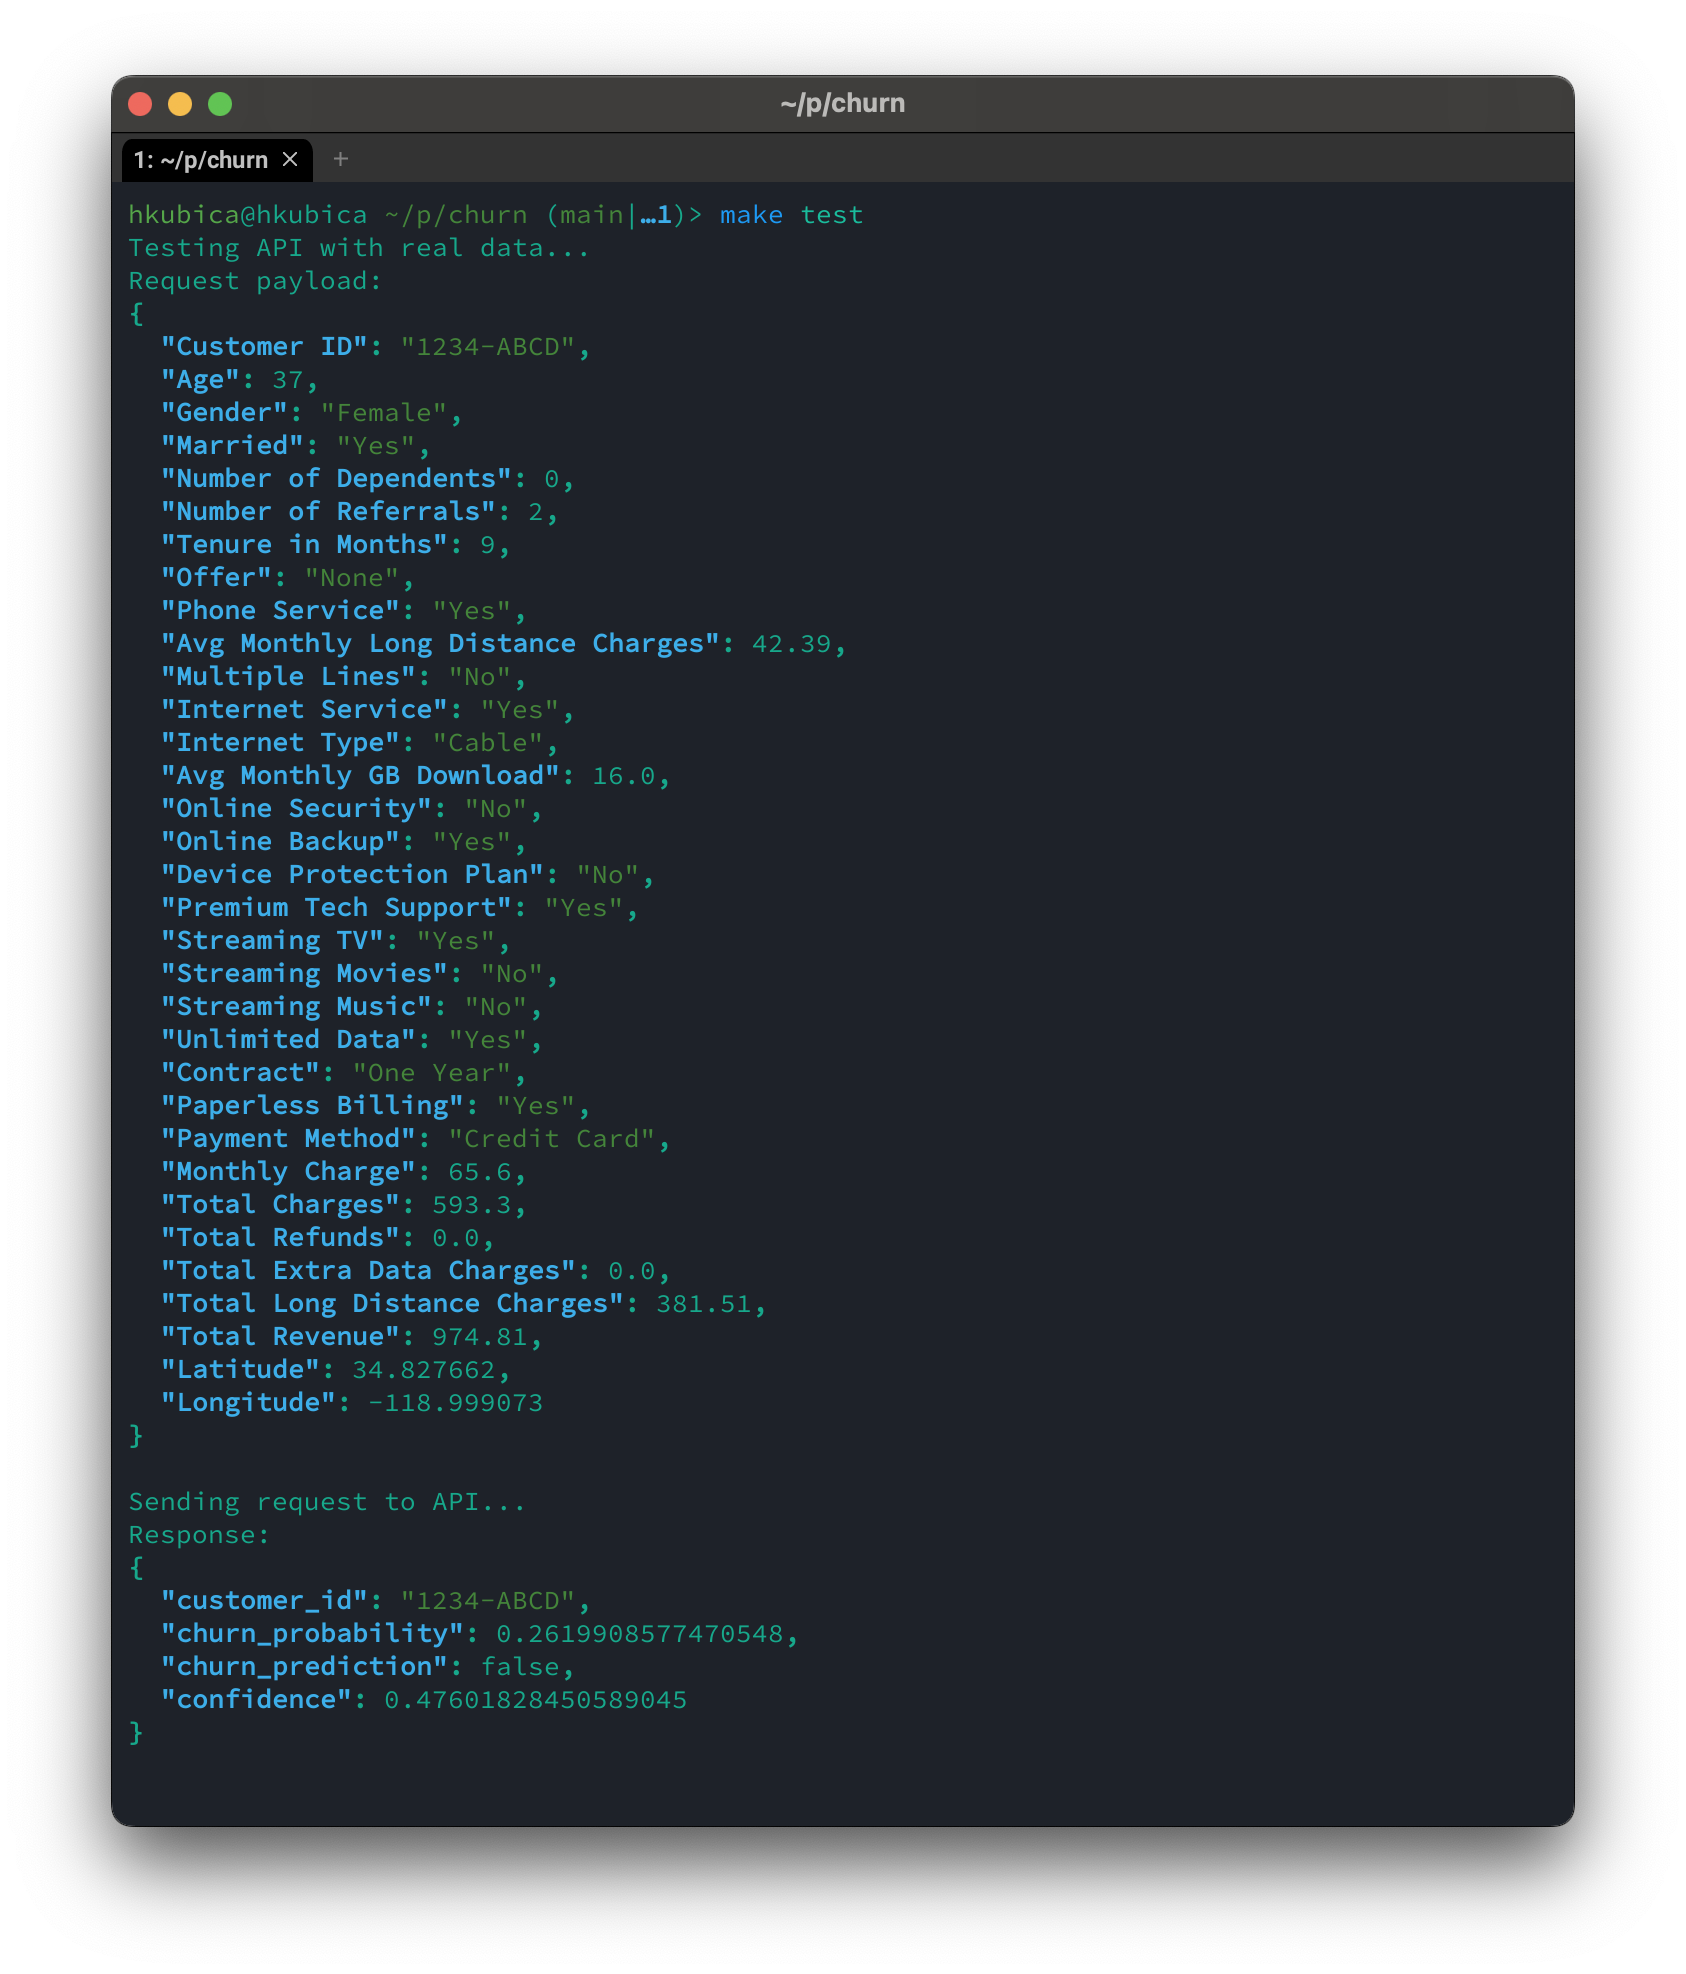 ~/p/churn
1: ~/p/churn × +
hkubica@hkubica ~/p/churn (main|…1)> make test
Testing API with real data...
Request payload:
{
  "Customer ID": "1234-ABCD",
  "Age": 37,
  "Gender": "Female",
  "Married": "Yes",
  "Number of Dependents": 0,
  "Number of Referrals": 2,
  "Tenure in Months": 9,
  "Offer": "None",
  "Phone Service": "Yes",
  "Avg Monthly Long Distance Charges": 42.39,
  "Multiple Lines": "No",
  "Internet Service": "Yes",
  "Internet Type": "Cable",
  "Avg Monthly GB Download": 16.0,
  "Online Security": "No",
  "Online Backup": "Yes",
  "Device Protection Plan": "No",
  "Premium Tech Support": "Yes",
  "Streaming TV": "Yes",
  "Streaming Movies": "No",
  "Streaming Music": "No",
  "Unlimited Data": "Yes",
  "Contract": "One Year",
  "Paperless Billing": "Yes",
  "Payment Method": "Credit Card",
  "Monthly Charge": 65.6,
  "Total Charges": 593.3,
  "Total Refunds": 0.0,
  "Total Extra Data Charges": 0.0,
  "Total Long Distance Charges": 381.51,
  "Total Revenue": 974.81,
  "Latitude": 34.827662,
  "Longitude": -118.999073
}
Sending request to API...
Response:
{
  "customer_id": "1234-ABCD",
  "churn_probability": 0.2619908577470548,
  "churn_prediction": false,
  "confidence": 0.47601828450589045
}